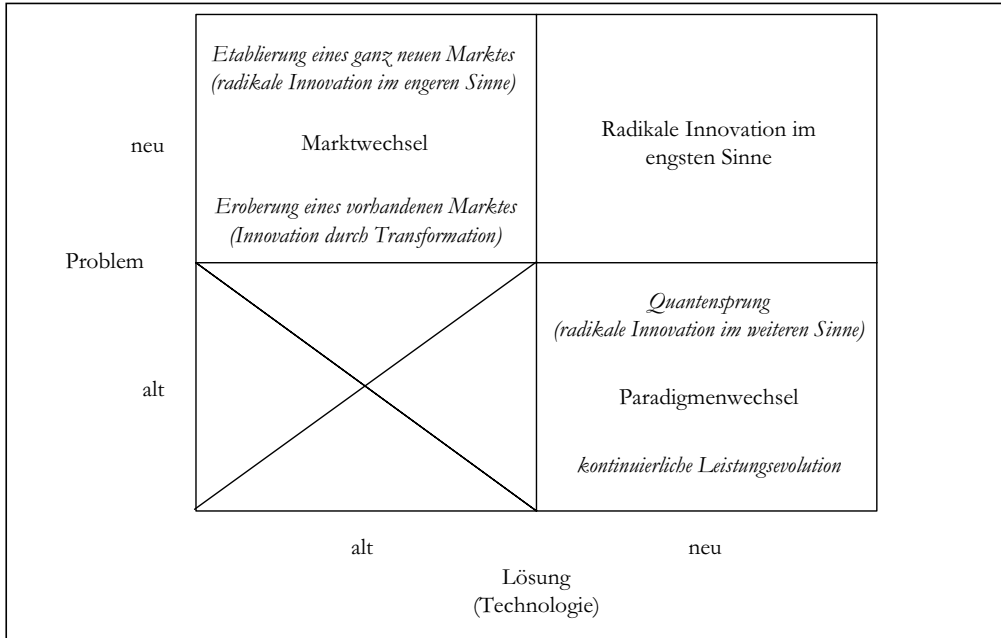 Etablierung eines ganz neuen Marktes
(radikale Innovation im engeren Sinne)
Marktwechsel
Eroberung eines vorhandenen Marktes
(Innovation durch Transformation)
Radikale Innovation im
engsten Sinne
neu
Problem
alt
Quantensprung
(radikale Innovation im weiteren Sinne)
Paradigmenwechsel
kontinuierliche Leistungsevolution
alt
neu
Lösung
(Technologie)